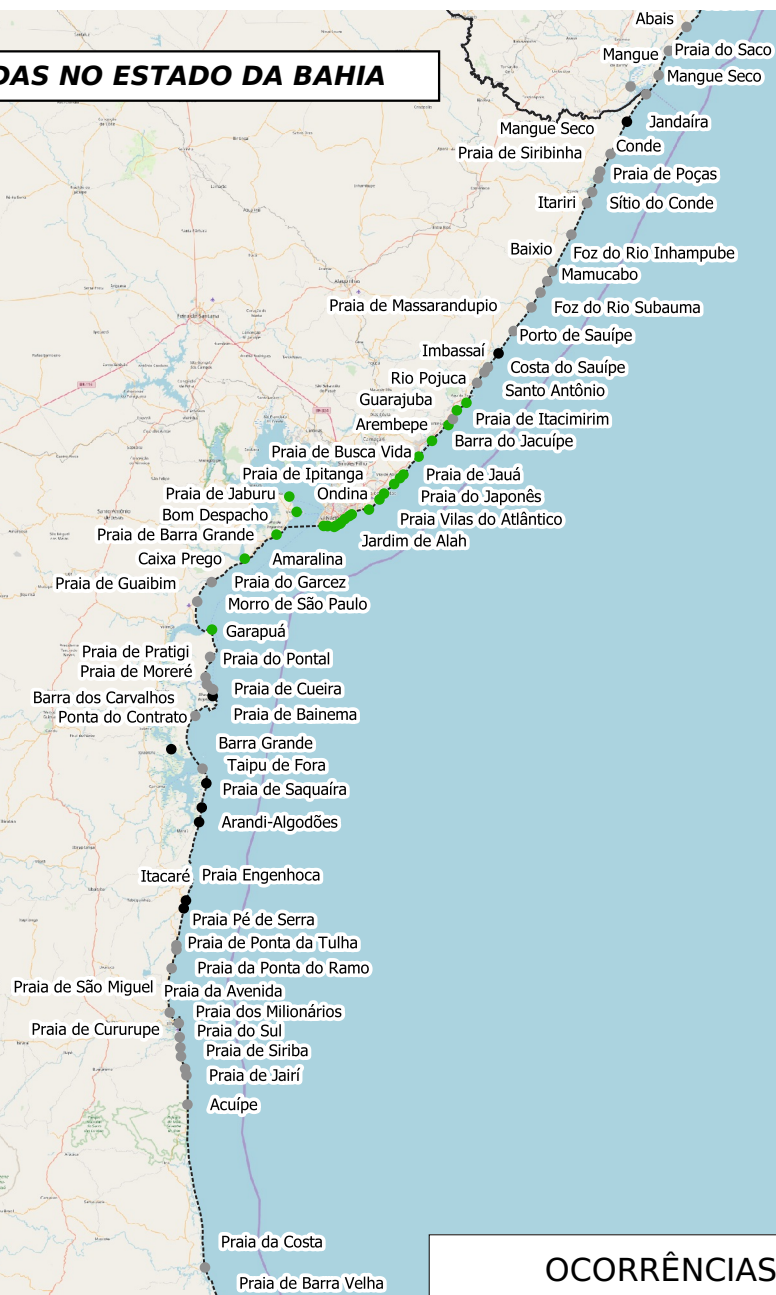 Abais
Mangue
Praia do Saco
DAS NO ESTADO DA BAHIA
Mangue Seco
Mangue Seco
Jandaíra
Praia de Siribinha
Conde
Praia de Poças
Itariri
Sítio do Conde
Baixio
Foz do Rio Inhampube
Mamucabo
Praia de Massarandupio
Foz do Rio Subauma
Porto de Sauípe
Imbassaí
Costa do Sauípe
Rio Pojuca
Santo Antônio
Guarajuba
Praia de Itacimirim
Arembepe
Barra do Jacuípe
Praia de Busca Vida
Praia de Ipitanga
Praia de Jauá
Praia de Jaburu
Ondina
Praia do Japonês
Bom Despacho
Praia Vilas do Atlântico
Praia de Barra Grande
Jardim de Alah
Caixa Prego
Amaralina
Praia de Guaibim
Praia do Garcez
Morro de São Paulo
Garapuá
Praia de Pratigi
Praia do Pontal
Praia de Moreré
Praia de Cueira
Barra dos Carvalhos
Ponta do Contrato
Praia de Bainema
Barra Grande
Taipu de Fora
Praia de Saquaíra
Arandi-Algodões
Itacaré
Praia Engenhoca
Praia Pé de Serra
Praia de Ponta da Tulha
Praia da Ponta do Ramo
Praia de São Miguel
Praia da Avenida
Praia dos Milionários
Praia de Cururupe
Praia do Sul
Praia de Siriba
Praia de Jairí
Acuípe
Praia da Costa
OCORRÊNCIAS
Praia de Barra Velha